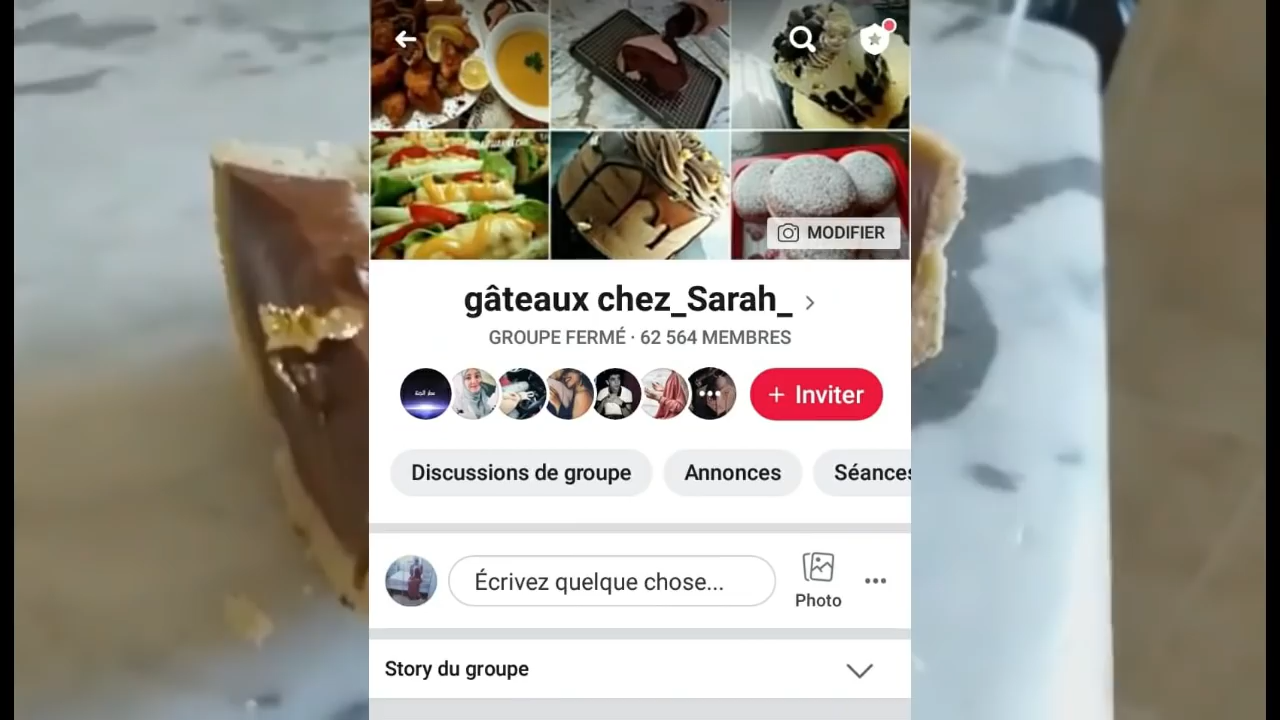 MODIFIER
gâteaux chez_Sarah_
GROUPE FERMÉ · 62 564 MEMBRES
+ Inviter
Discussions de groupe
Annonces
Séances
Écrivez quelque chose...
Photo
Story du groupe